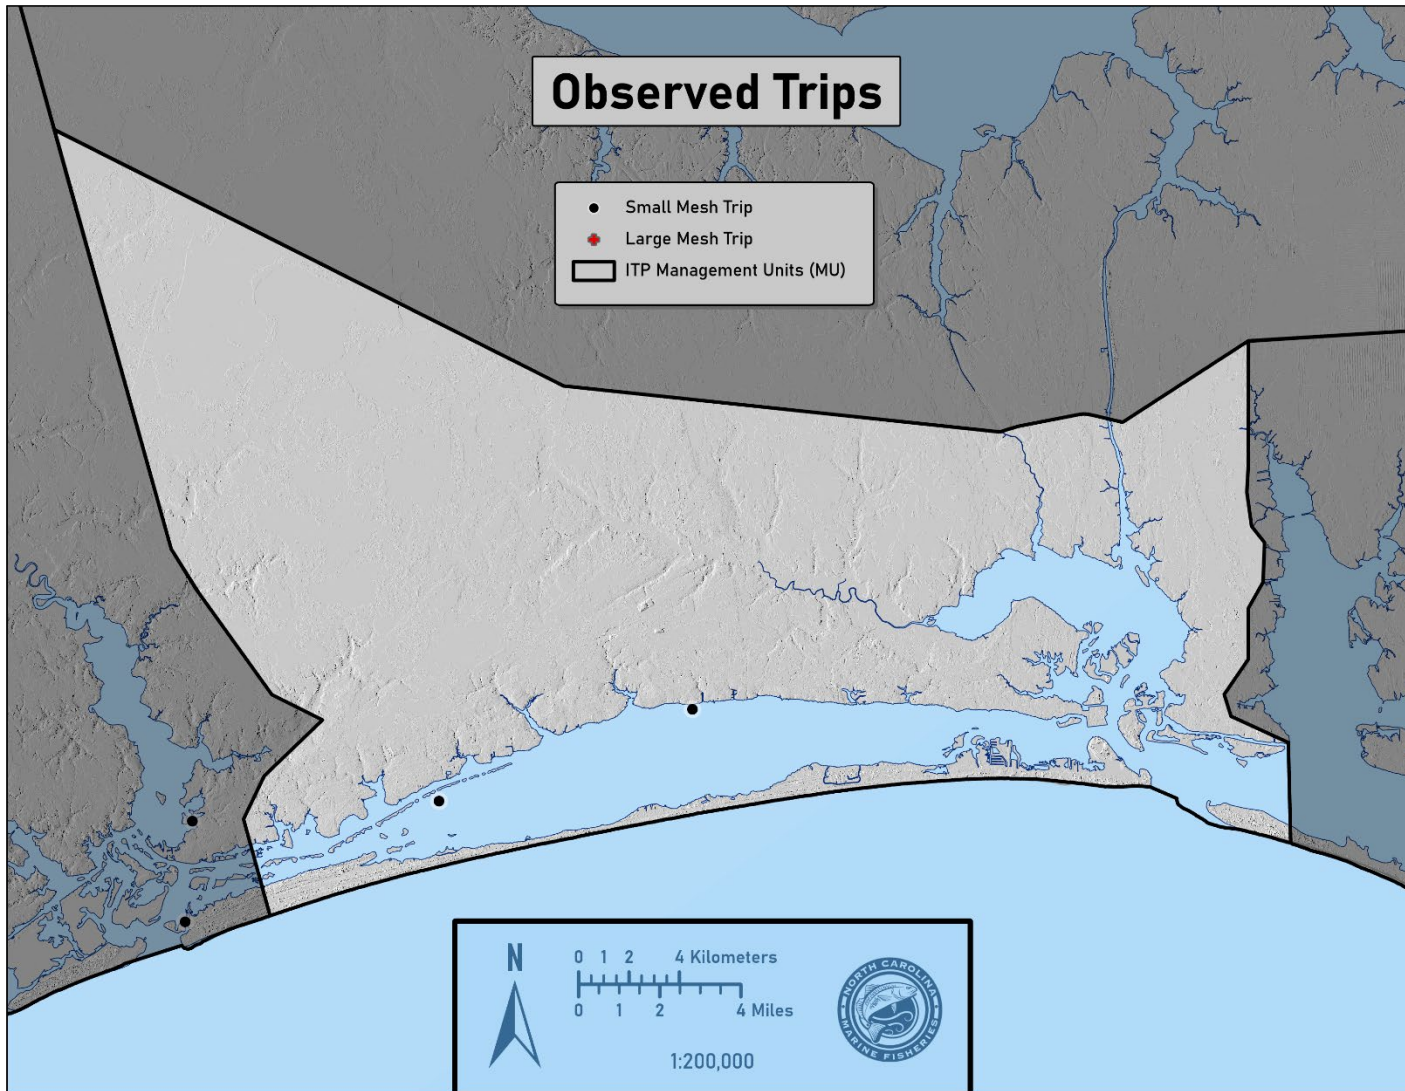 Observed Trips
Small Mesh Trip
Large Mesh Trip
ITP Management Units (MU)
N
0 1 2 4 Kilometers
0 1 2 4 Miles
1:200,000
NORTH CAROLINA
MARINE FISHERIES